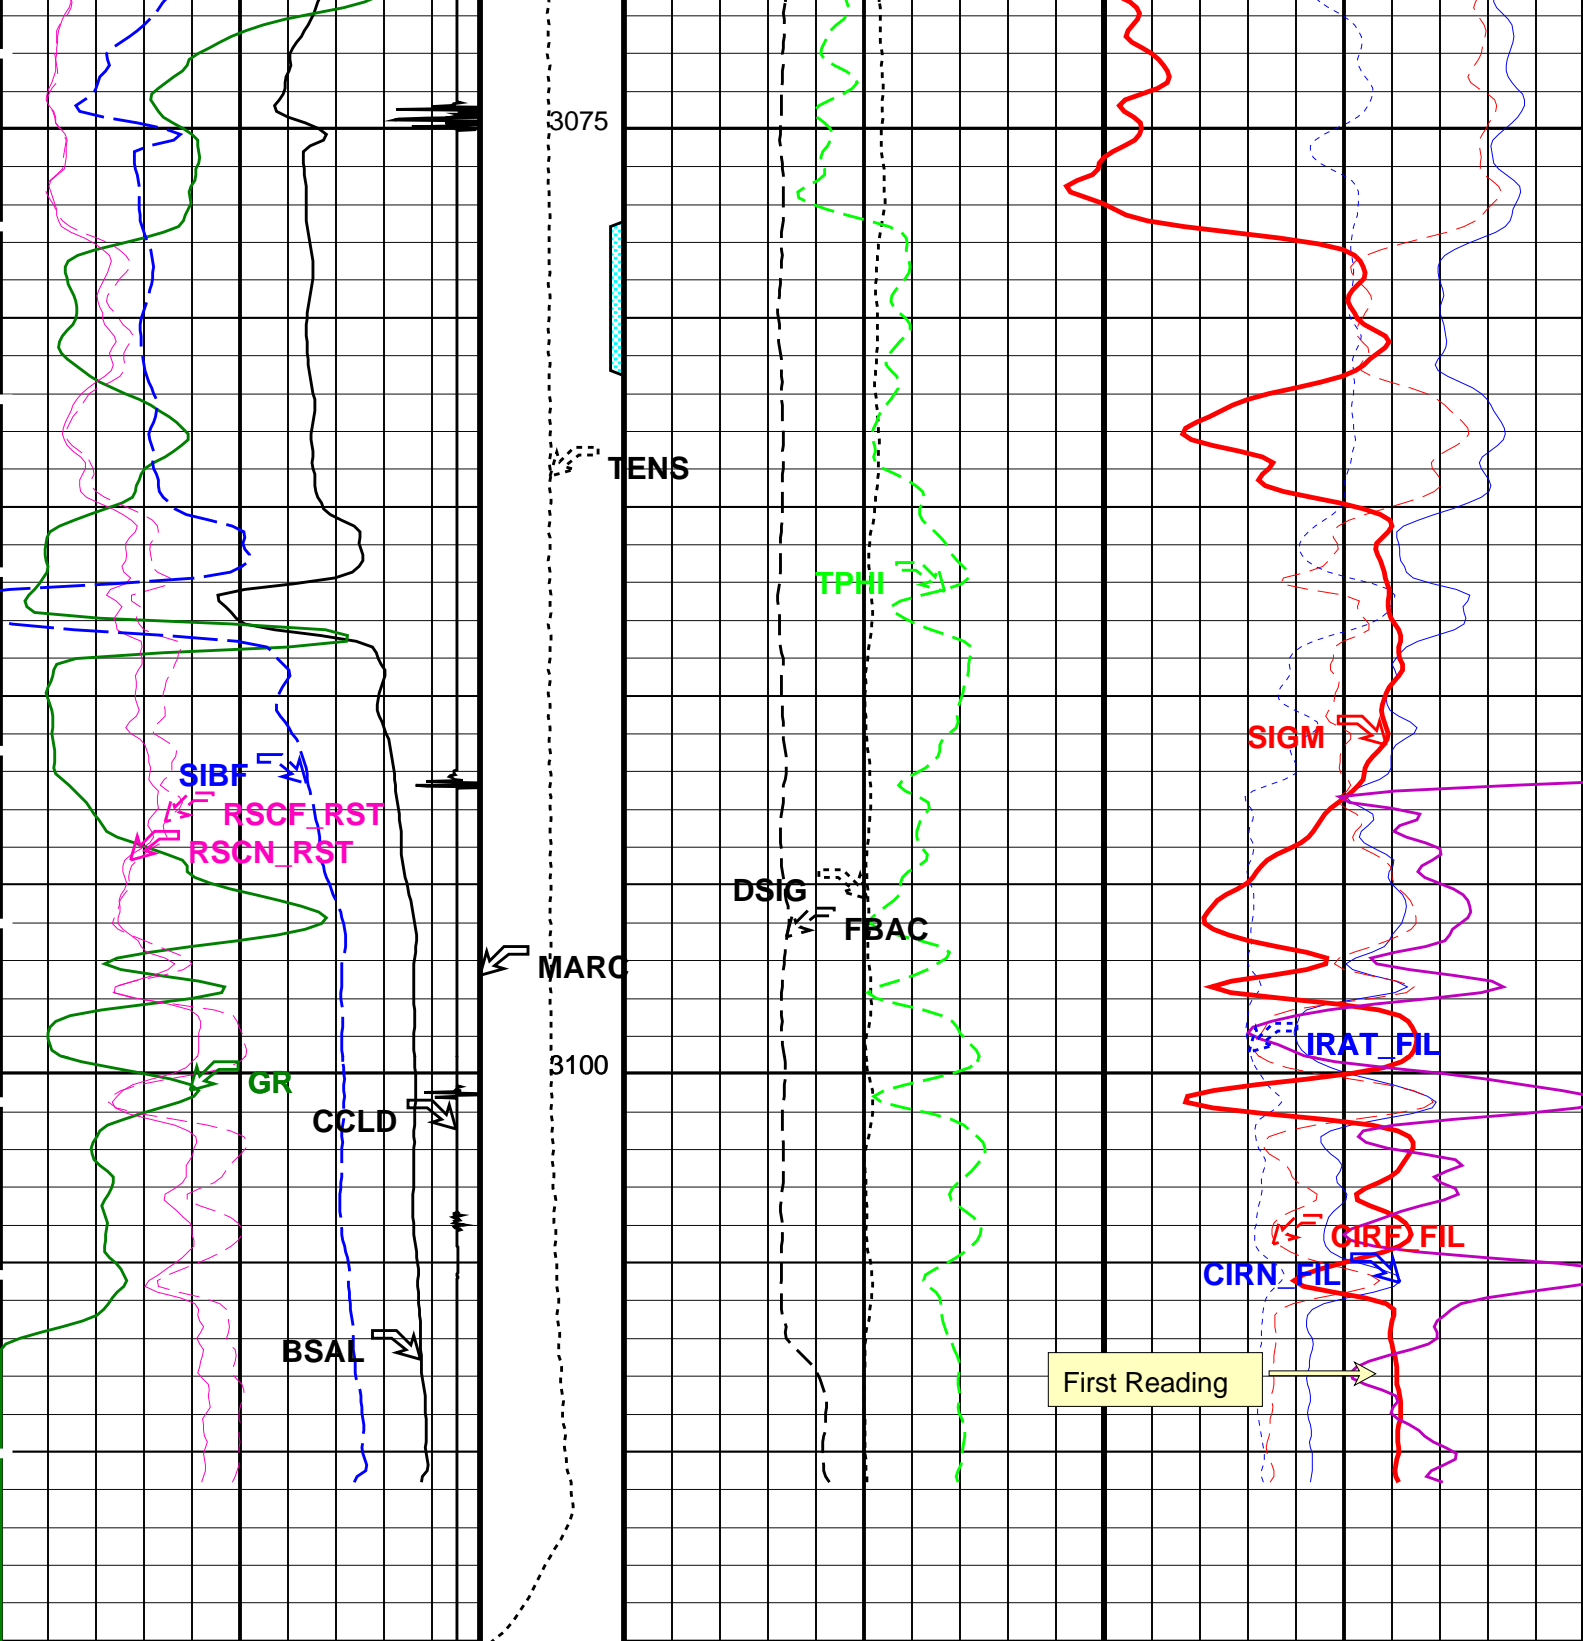 3075
TENS
TPHI
SIGM
SIBF
RSCF_RST
RSCN_RST
DSIG
FBAC
MARC
IRAT_FIL
3100
GR
CCLD
CIRF_FIL
CIRN_FIL
BSAL
First Reading